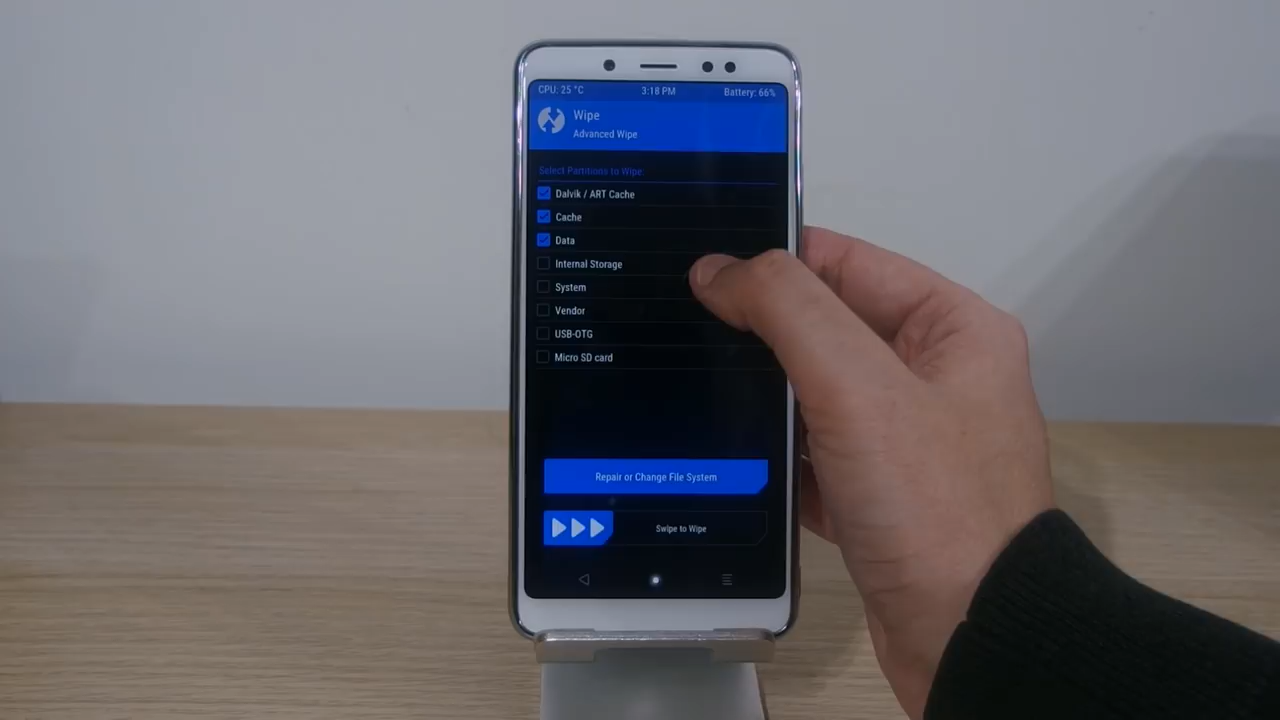 CPU: 25 °C 3:18 PM Battery: 66%
Wipe
Advanced Wipe
Select Partitions to Wipe:
Dalvik / ART Cache
Cache
Data
Internal Storage
System
Vendor
USB-OTG
Micro SD card
Repair or Change File System
Swipe to Wipe